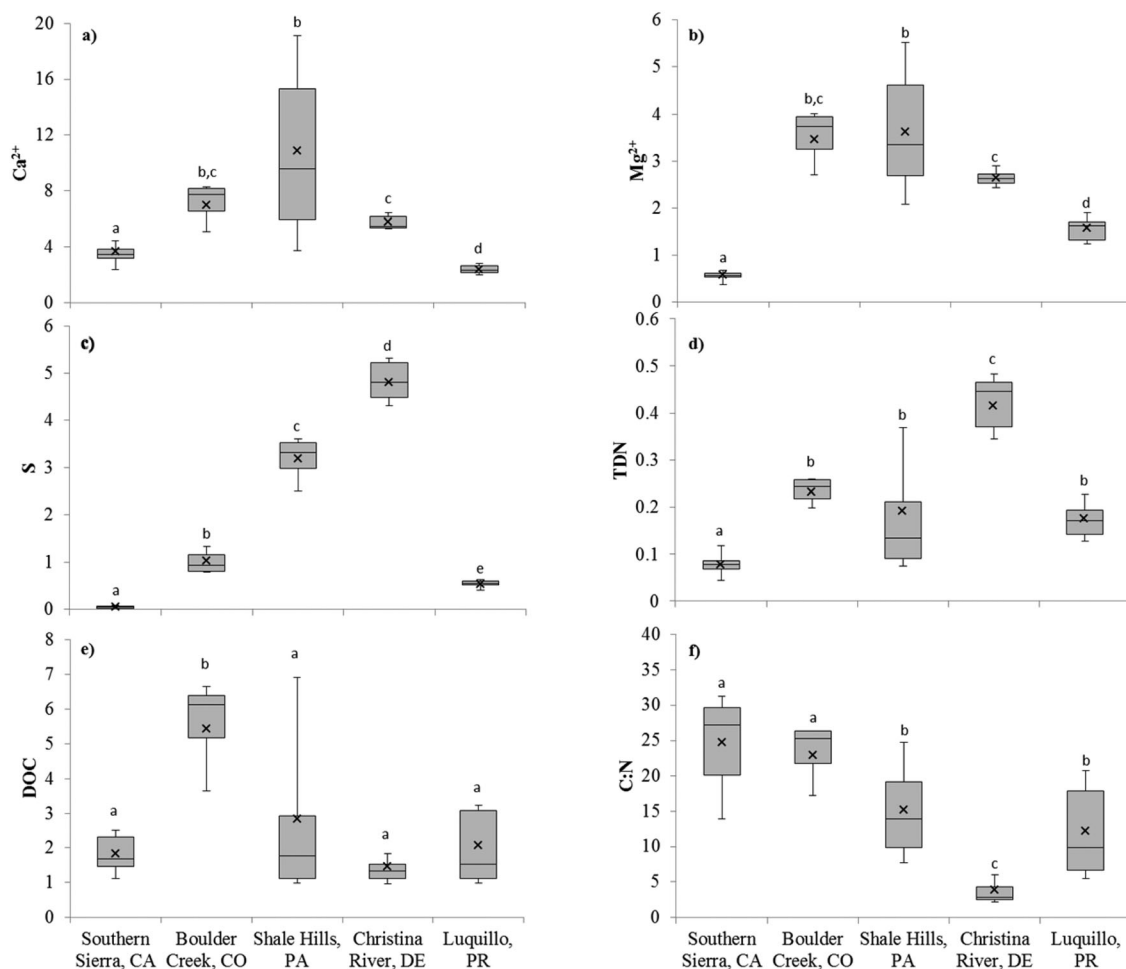 a)
20
16
12
8
4
0
Ca2+
a
b,c
b
c
d
b)
6
5
4
3
2
1
0
Mg2+
a
b,c
b
c
d
c)
6
5
4
3
2
1
0
S
a
b
c
d
e
d)
0.6
0.5
0.4
0.3
0.2
0.1
0
TDN
a
b
b
c
b
e)
8
7
6
5
4
3
2
1
0
DOC
a
b
a
a
a
f)
40
35
30
25
20
15
10
5
0
C:N
a
a
b
c
b
Southern
Sierra, CA
Boulder
Creek, CO
Shale Hills,
PA
Christina
River, DE
Luquillo,
PR
Southern
Sierra, CA
Boulder
Creek, CO
Shale Hills,
PA
Christina
River, DE
Luquillo,
PR